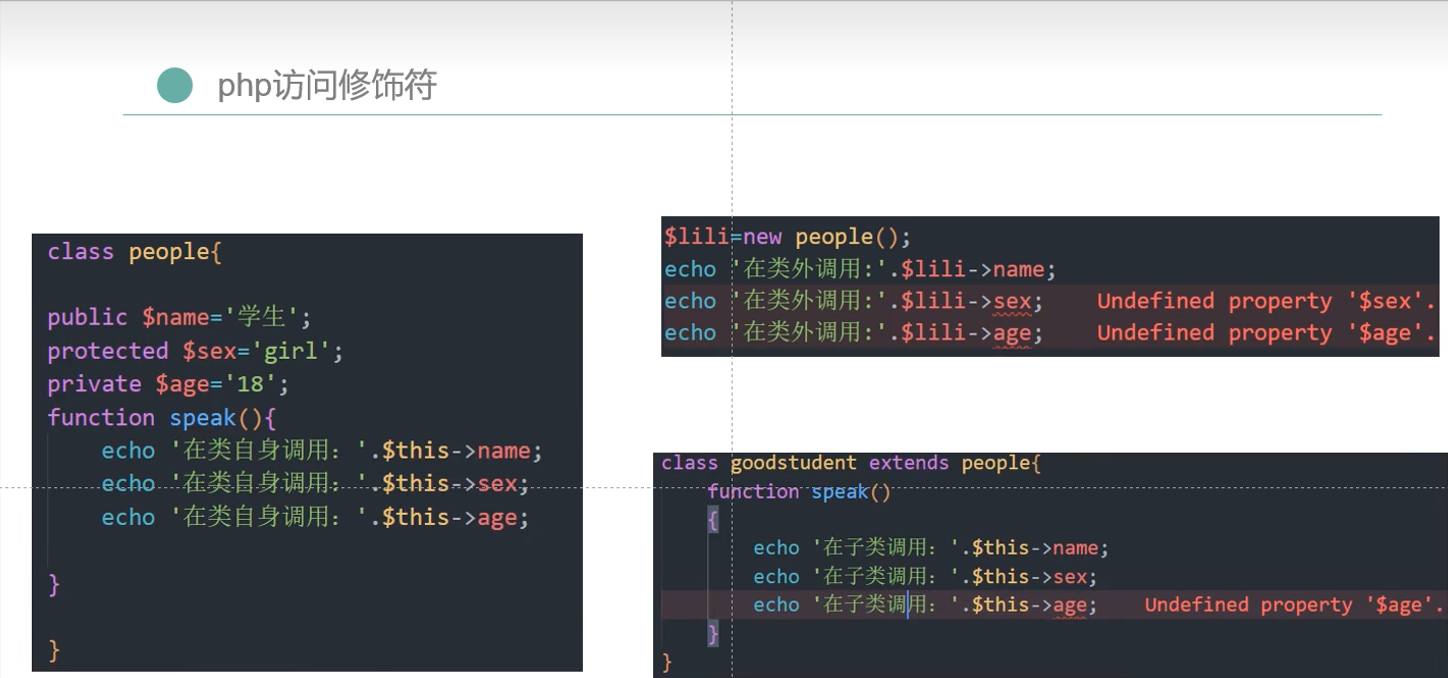 php访问修饰符
class people{
public $name='学生';
protected $sex='girl';
private $age='18';
function speak(){
echo '在类自身调用：'.$this->name;
echo '在类自身调用：'.$this->sex;
echo '在类自身调用：'.$this->age;
}
}
$lili=new people();
echo '在类外调用:'.$lili->name;
echo '在类外调用:'.$lili->sex; Undefined property '$sex'.
echo '在类外调用:'.$lili->age; Undefined property '$age'.
class goodstudent extends people{
function speak()
{
echo '在子类调用：'.$this->name;
echo '在子类调用：'.$this->sex;
echo '在子类调用：'.$this->age; Undefined property '$age'.
}
}